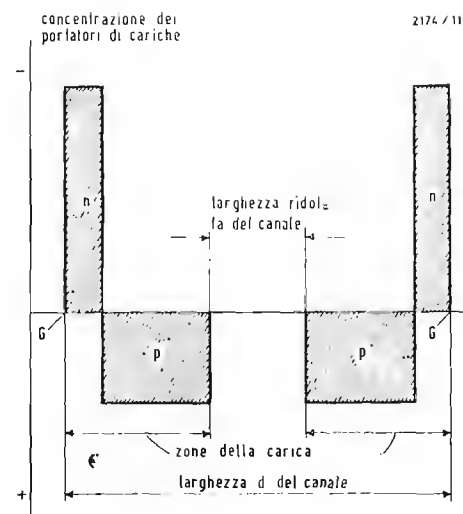 concentrazione dei
portatori di cariche
2174 / 11
–
n
n
larghezza ridot=
ta del canale
G
G
p
p
zone della carica
larghezza d del canale
+